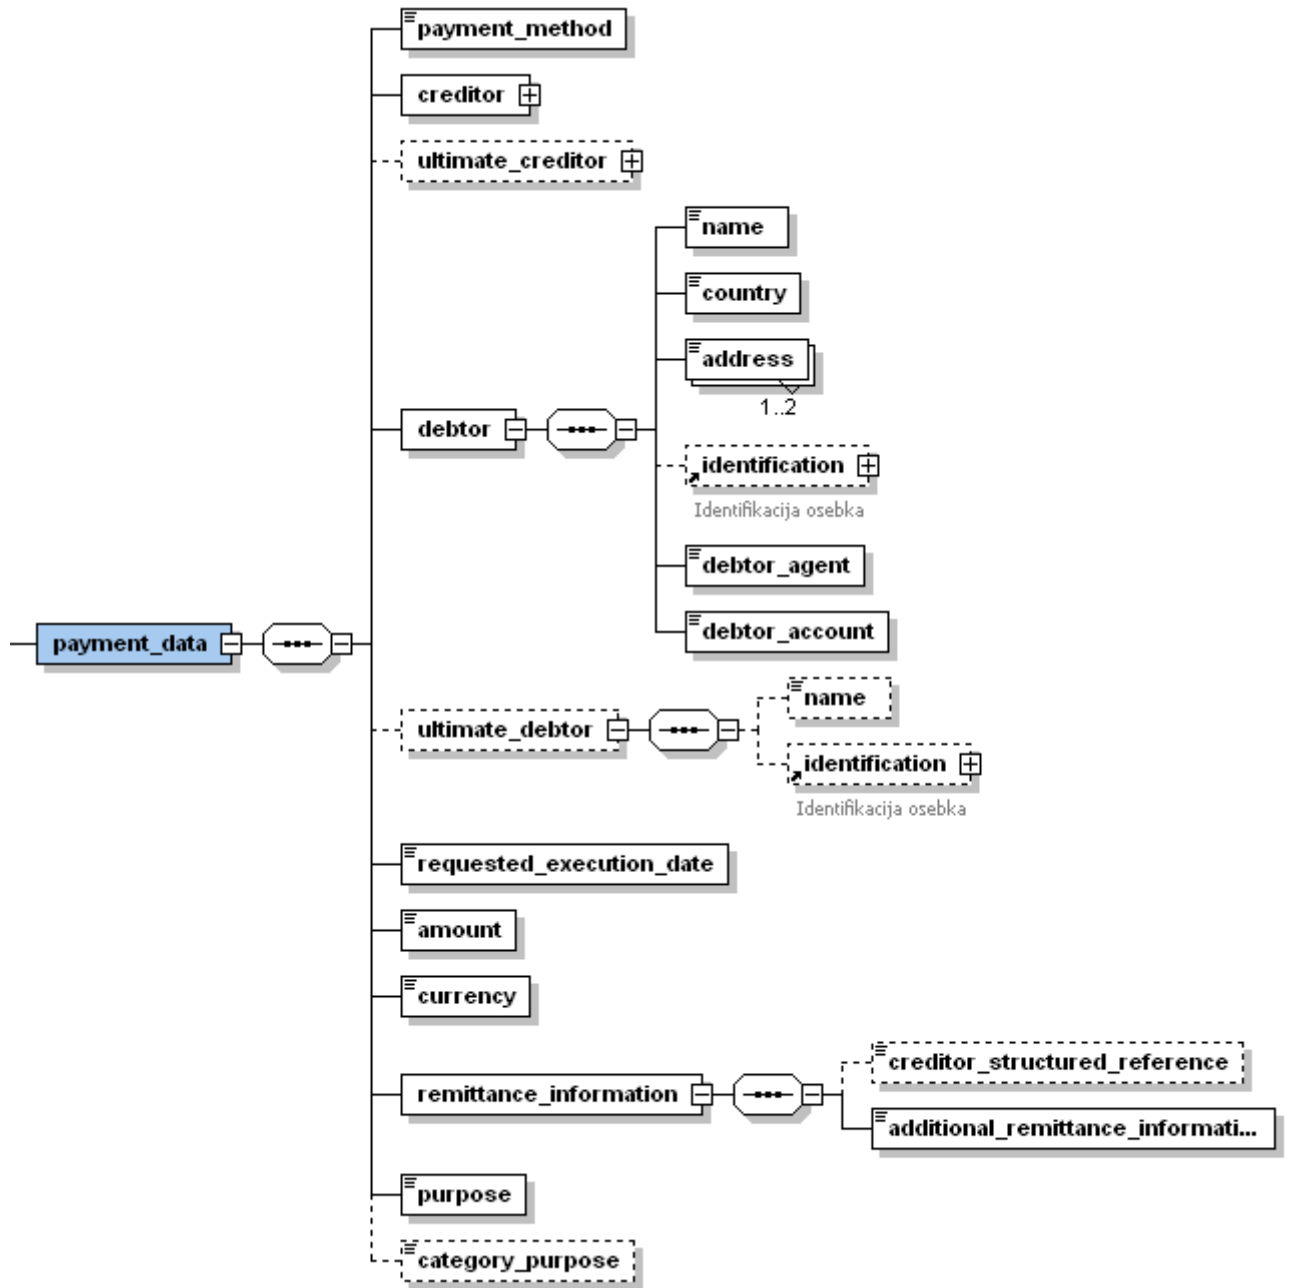 payment_method
creditor
ultimate_creditor
name
country
address
1..2
debtor
identification
Identifikacija osebka
debtor_agent
debtor_account
payment_data
name
ultimate_debtor
identification
Identifikacija osebka
requested_execution_date
amount
currency
creditor_structured_reference
remittance_information
additional_remittance_informati...
purpose
category_purpose